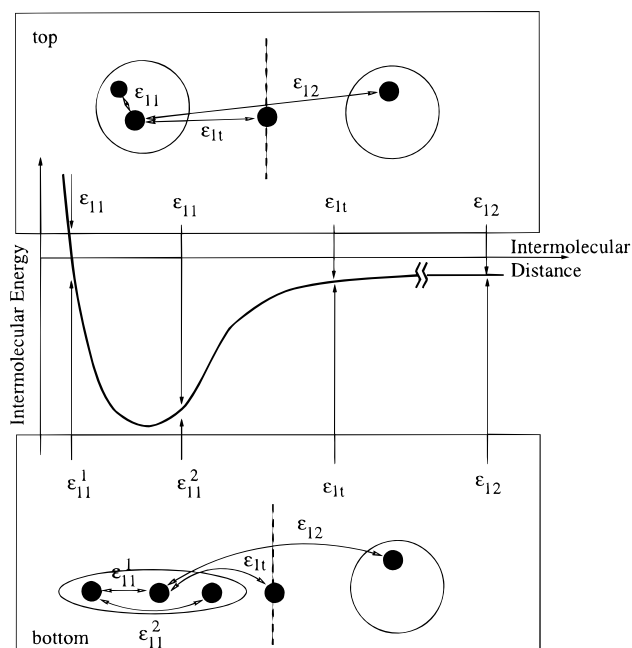 top
ε11
ε12
ε1t
ε11
ε11
ε1t
ε12
Intermolecular
Distance
Intermolecular Energy
ε11^1
ε11^2
ε1t
ε12
ε12
ε1t
ε11^1
ε11^2
bottom